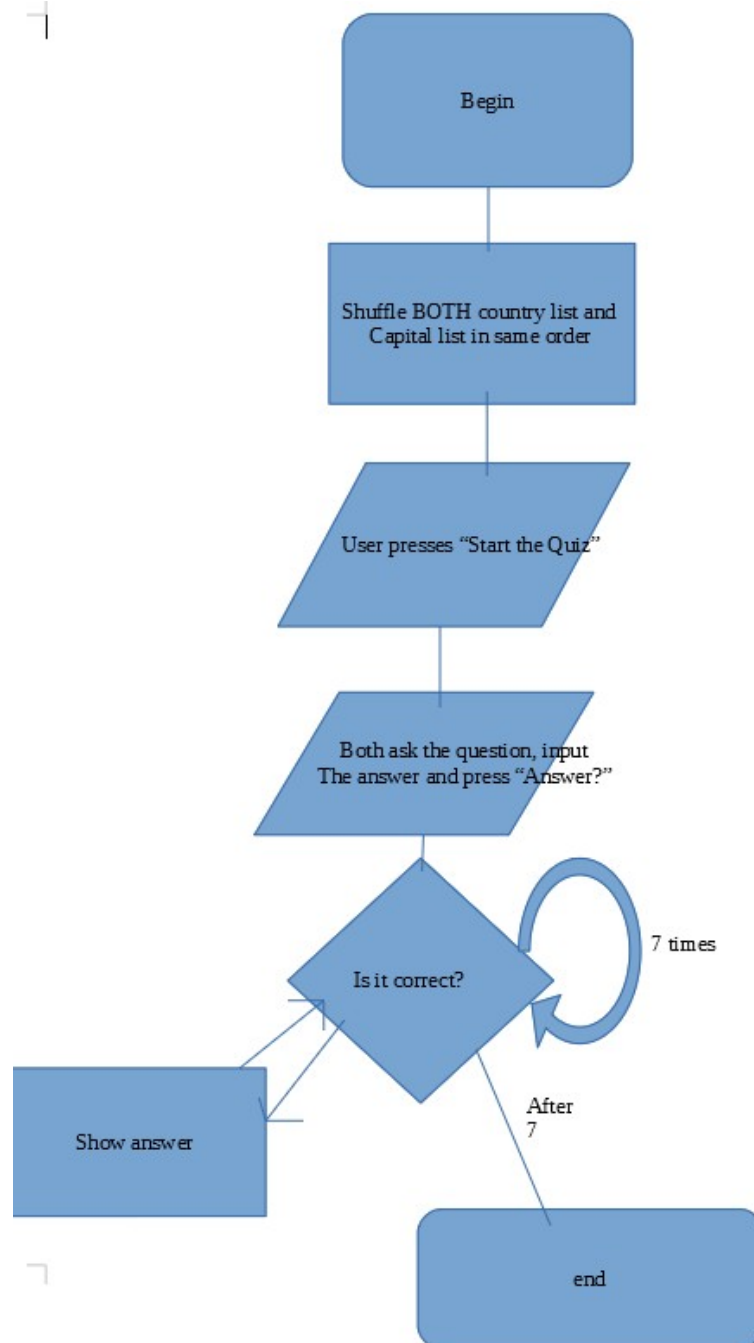 Begin
Shuffle BOTH country list and
Capital list in same order
User presses “Start the Quiz”
Both ask the question, input
The answer and press “Answer?”
7 times
Is it correct?
After
7
Show answer
end